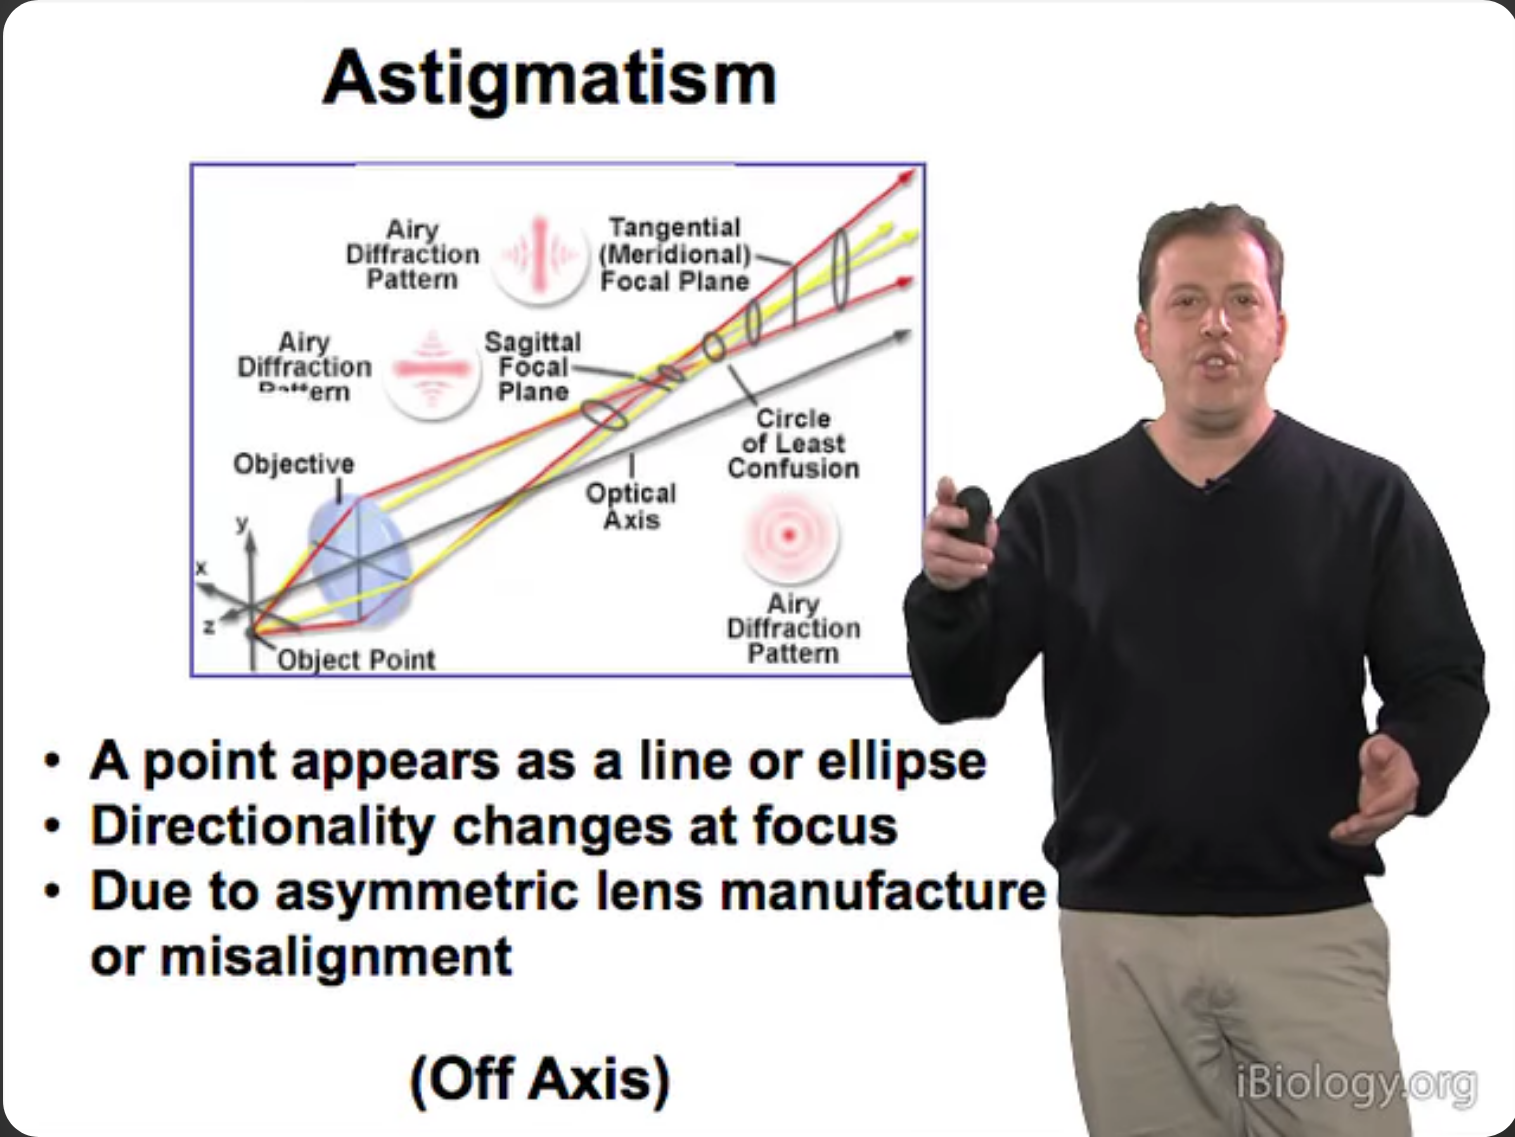 Astigmatism
Airy
Diffraction
Pattern
Tangential
(Meridional)
Focal Plane
Airy
Diffraction
Pattern
Sagittal
Focal
Plane
Circle
of Least
Confusion
Objective
Optical
Axis
y
x
z
Object Point
Airy
Diffraction
Pattern
• A point appears as a line or ellipse
• Directionality changes at focus
• Due to asymmetric lens manufacture
or misalignment
(Off Axis)
iBiology.org